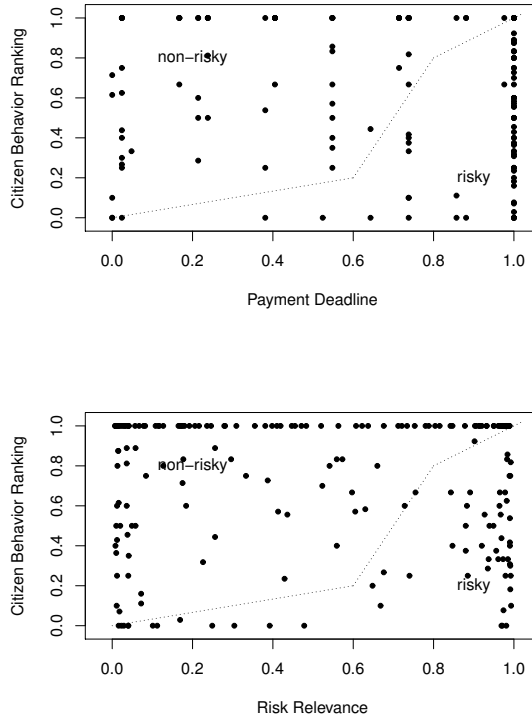 1.0
0.8
0.6
0.4
0.2
0.0
Citizen Behavior Ranking
non−risky
risky
0.0 0.2 0.4 0.6 0.8 1.0
Payment Deadline
1.0
0.8
0.6
0.4
0.2
0.0
Citizen Behavior Ranking
non−risky
risky
0.0 0.2 0.4 0.6 0.8 1.0
Risk Relevance